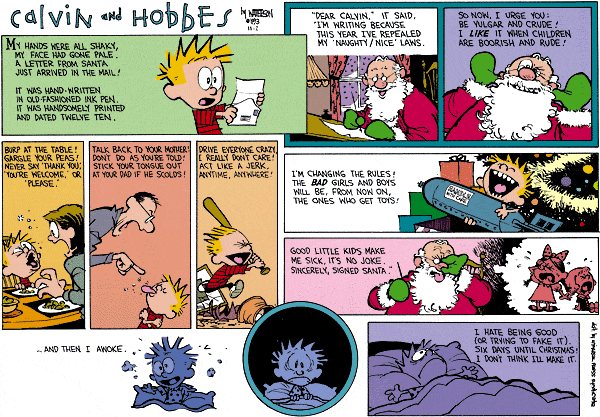 CALVIN AND HOBBES
by WATTERSON
MY HANDS WERE ALL SHAKY,
MY FACE HAD GONE PALE.
A LETTER FROM SANTA
JUST ARRIVED IN THE MAIL!
IT WAS HAND-WRITTEN
IN OLD-FASHIONED INK PEN.
IT WAS HANDSOMELY PRINTED
AND DATED TWELVE TEN.
"DEAR CALVIN," IT SAID.
"I'M WRITING BECAUSE
THIS YEAR I'VE REPEALED
MY 'NAUGHTY/NICE' LAWS.
SO NOW, I URGE YOU:
BE VULGAR AND CRUDE!
I LIKE IT WHEN CHILDREN
ARE BOORISH AND RUDE!
BURP AT THE TABLE!
GARGLE YOUR PEAS!
NEVER SAY 'THANK YOU,'
'YOU'RE WELCOME,' OR
'PLEASE.'
TALK BACK TO YOUR MOTHER!
DON'T DO AS YOU'RE TOLD!
STICK YOUR TONGUE OUT
AT YOUR DAD IF HE SCOLDS!
DRIVE EVERYONE CRAZY,
I REALLY DON'T CARE!
ACT LIKE A JERK,
ANYTIME, ANYWHERE!
I'M CHANGING THE RULES!
THE BAD GIRLS AND BOYS
WILL BE, FROM NOW ON,
THE ONES WHO GET TOYS!
GOOD LITTLE KIDS MAKE
ME SICK, IT'S NO JOKE.
SINCERELY, SIGNED SANTA."
...AND THEN I AWOKE.
I HATE BEING GOOD
(OR TRYING TO FAKE IT).
SIX DAYS UNTIL CHRISTMAS!
I DON'T THINK I'LL MAKE IT.